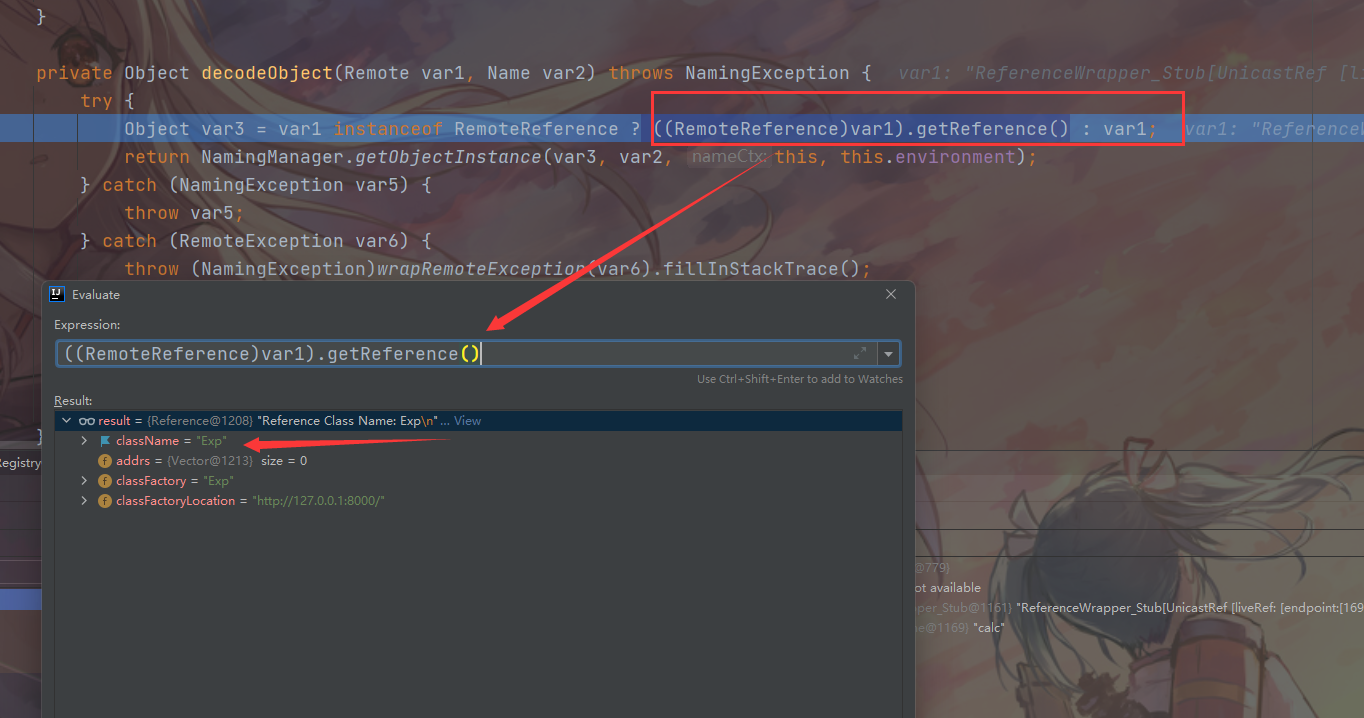 }
private Object decodeObject(Remote var1, Name var2) throws NamingException {   var1: "ReferenceWrapper_Stub[UnicastRef [li
try {
Object var3 = var1 instanceof RemoteReference ? ((RemoteReference)var1).getReference() : var1;   var1: "Reference
return NamingManager.getObjectInstance(var3, var2, nameCtx: this, this.environment);
} catch (NamingException var5) {
throw var5;
} catch (RemoteException var6) {
throw (NamingException)wrapRemoteException(var6).fillInStackTrace();
Evaluate
Expression:
((RemoteReference)var1).getReference()
Use Ctrl+Shift+Enter to add to Watches
Result:
result = {Reference@1208} "Reference Class Name: Exp\n" ... View
className = "Exp"
addrs = {Vector@1213} size = 0
classFactory = "Exp"
classFactoryLocation = "http://127.0.0.1:8000/"
}
Registry
@779}
ot available
pper_Stub@1161} "ReferenceWrapper_Stub[UnicastRef [liveRef: [endpoint:[169
ne@1169} "calc"